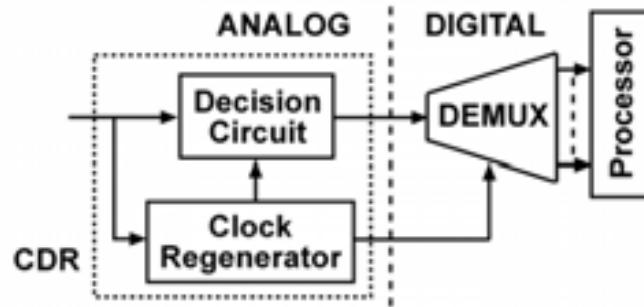 ANALOG
DIGITAL
Decision
Circuit
DEMUX
Processor
Clock
Regenerator
CDR